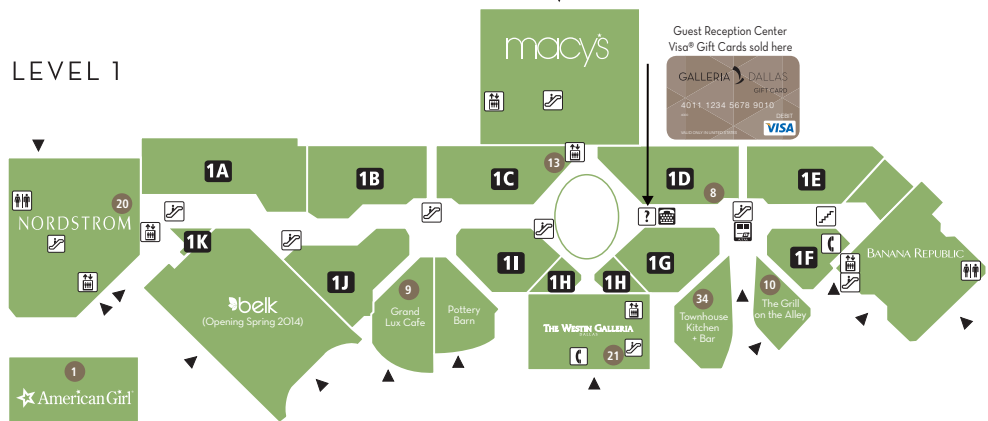 LEVEL 1
macy's
Guest Reception Center
Visa® Gift Cards sold here
GALLERIA DALLAS
GIFT CARD
4011 1234 5678 9010
DEBIT
VISA
1A
1B
1C
13
1D
8
1E
20
NORDSTROM
?
1K
1J
1I
1H
1H
1G
1F
BANANA REPUBLIC
belk
(Opening Spring 2014)
9
Grand
Lux Cafe
Pottery
Barn
THE WESTIN GALLERIA
DALLAS
21
34
Townhouse
Kitchen
+ Bar
10
The Grill
on the Alley
1
American Girl